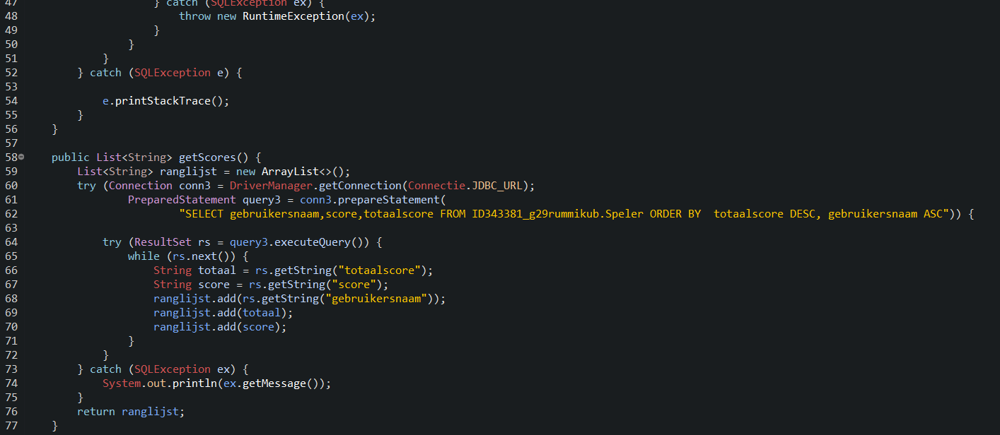 47                     } catch (SQLException ex) {
48                         throw new RuntimeException(ex);
49                     }
50                 }
51             }
52         } catch (SQLException e) {
53
54             e.printStackTrace();
55         }
56     }
57
58     public List<String> getScores() {
59         List<String> ranglijst = new ArrayList<>();
60         try (Connection conn3 = DriverManager.getConnection(Connectie.JDBC_URL);
61                 PreparedStatement query3 = conn3.prepareStatement(
62                         "SELECT gebruikersnaam,score,totaalscore FROM ID343381_g29rummikub.Speler ORDER BY  totaalscore DESC, gebruikersnaam ASC")) {
63
64             try (ResultSet rs = query3.executeQuery()) {
65                 while (rs.next()) {
66                     String totaal = rs.getString("totaalscore");
67                     String score = rs.getString("score");
68                     ranglijst.add(rs.getString("gebruikersnaam"));
69                     ranglijst.add(totaal);
70                     ranglijst.add(score);
71                 }
72             }
73         } catch (SQLException ex) {
74             System.out.println(ex.getMessage());
75         }
76         return ranglijst;
77     }